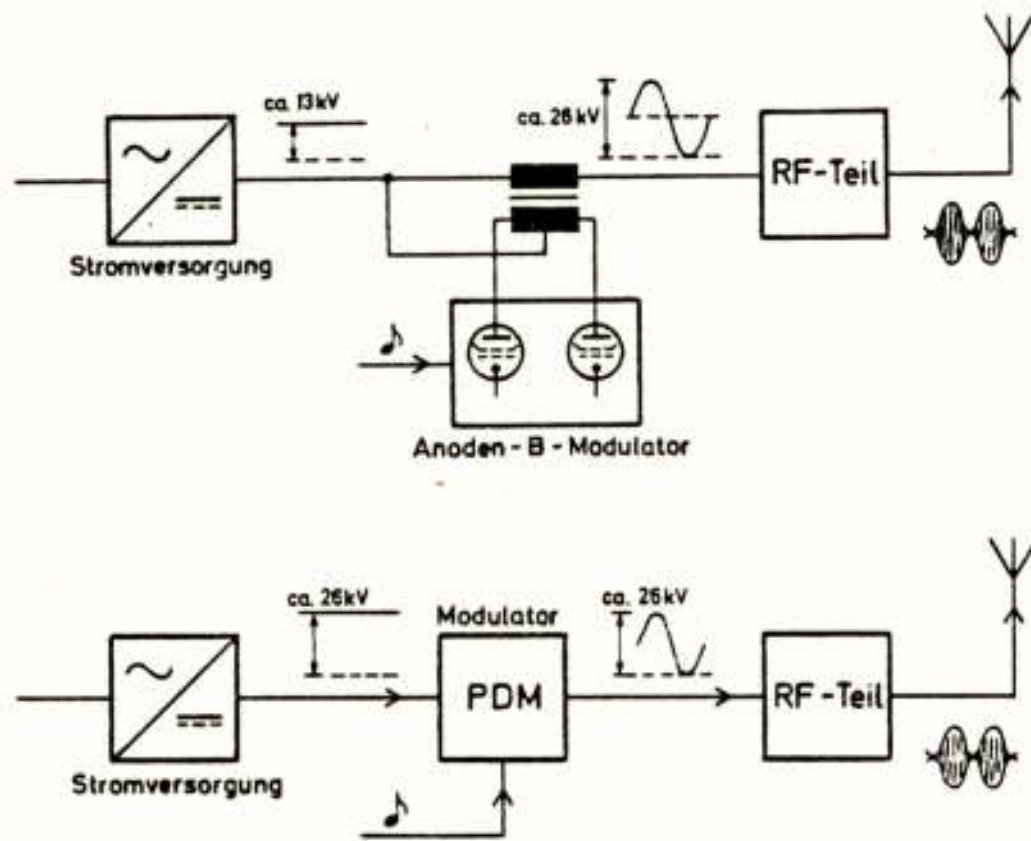 ca. 13kV
ca. 26kV
RF-Teil
Stromversorgung
Anoden-B-Modulator
ca. 26kV
Modulator
ca. 26kV
PDM
RF-Teil
Stromversorgung